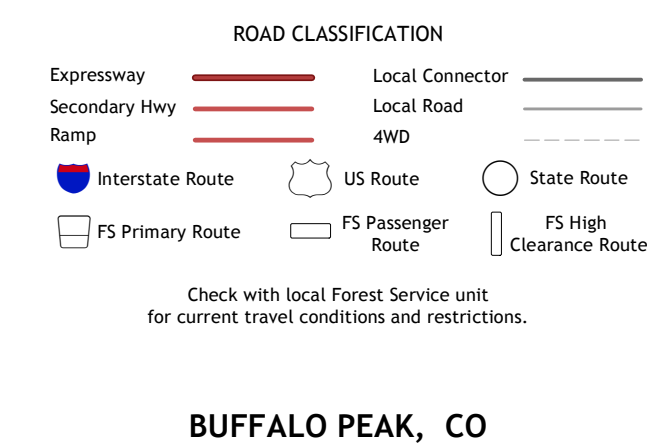 ROAD CLASSIFICATION
Expressway
Local Connector
Secondary Hwy
Local Road
Ramp
4WD
Interstate Route
US Route
State Route
FS Primary Route
FS Passenger
Route
FS High
Clearance Route
Check with local Forest Service unit
for current travel conditions and restrictions.
BUFFALO PEAK, CO